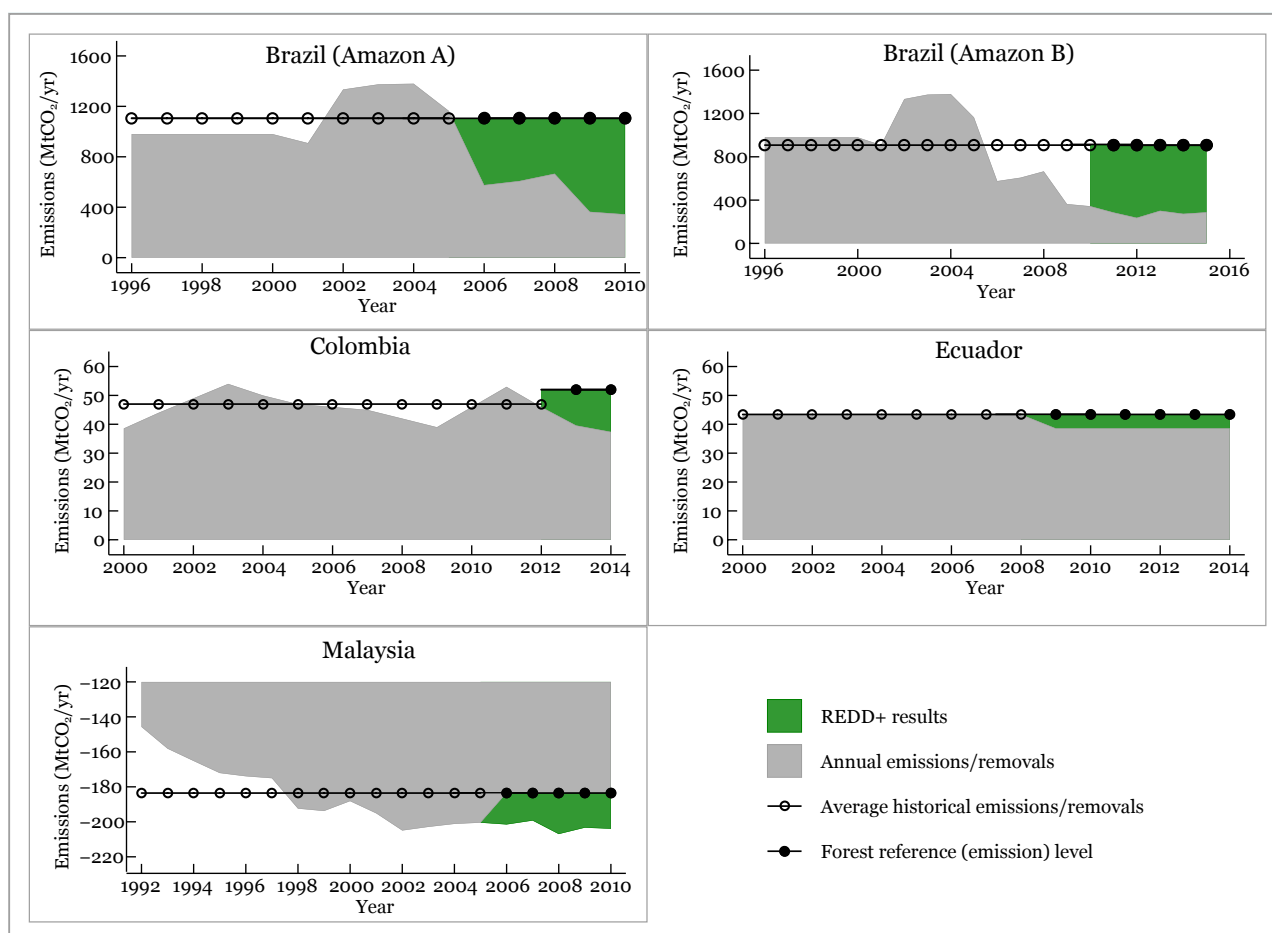 Brazil (Amazon A)
Emissions (MtCO₂/yr)
1600
1200
800
400
0
1996 1998 2000 2002 2004 2006 2008 2010
Year
Brazil (Amazon B)
Emissions (MtCO₂/yr)
1600
1200
800
400
0
1996 2000 2004 2008 2012 2016
Year
Colombia
Emissions (MtCO₂/yr)
60
50
40
30
20
10
0
2000 2002 2004 2006 2008 2010 2012 2014
Year
Ecuador
Emissions (MtCO₂/yr)
60
50
40
30
20
10
0
2000 2002 2004 2006 2008 2010 2012 2014
Year
Malaysia
Emissions (MtCO₂/yr)
−120
−140
−160
−180
−200
−220
1992 1994 1996 1998 2000 2002 2004 2006 2008 2010
Year
REDD+ results
Annual emissions/removals
Average historical emissions/removals
Forest reference (emission) level